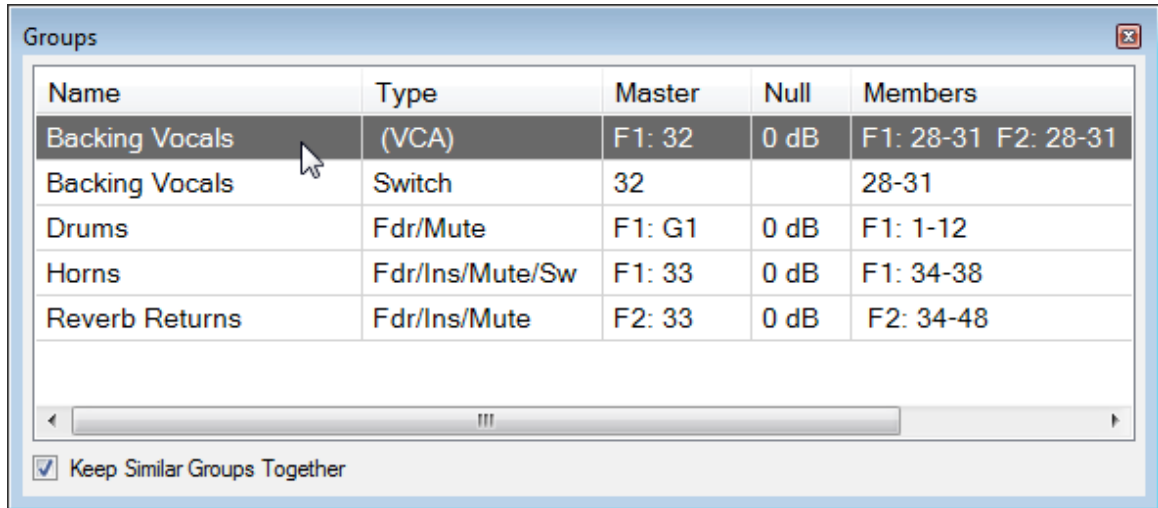 Groups
Name Type Master Null Members
Backing Vocals (VCA) F1: 32 0 dB F1: 28-31 F2: 28-31
Backing Vocals Switch 32 28-31
Drums Fdr/Mute F1: G1 0 dB F1: 1-12
Horns Fdr/Ins/Mute/Sw F1: 33 0 dB F1: 34-38
Reverb Returns Fdr/Ins/Mute F2: 33 0 dB F2: 34-48
Keep Similar Groups Together